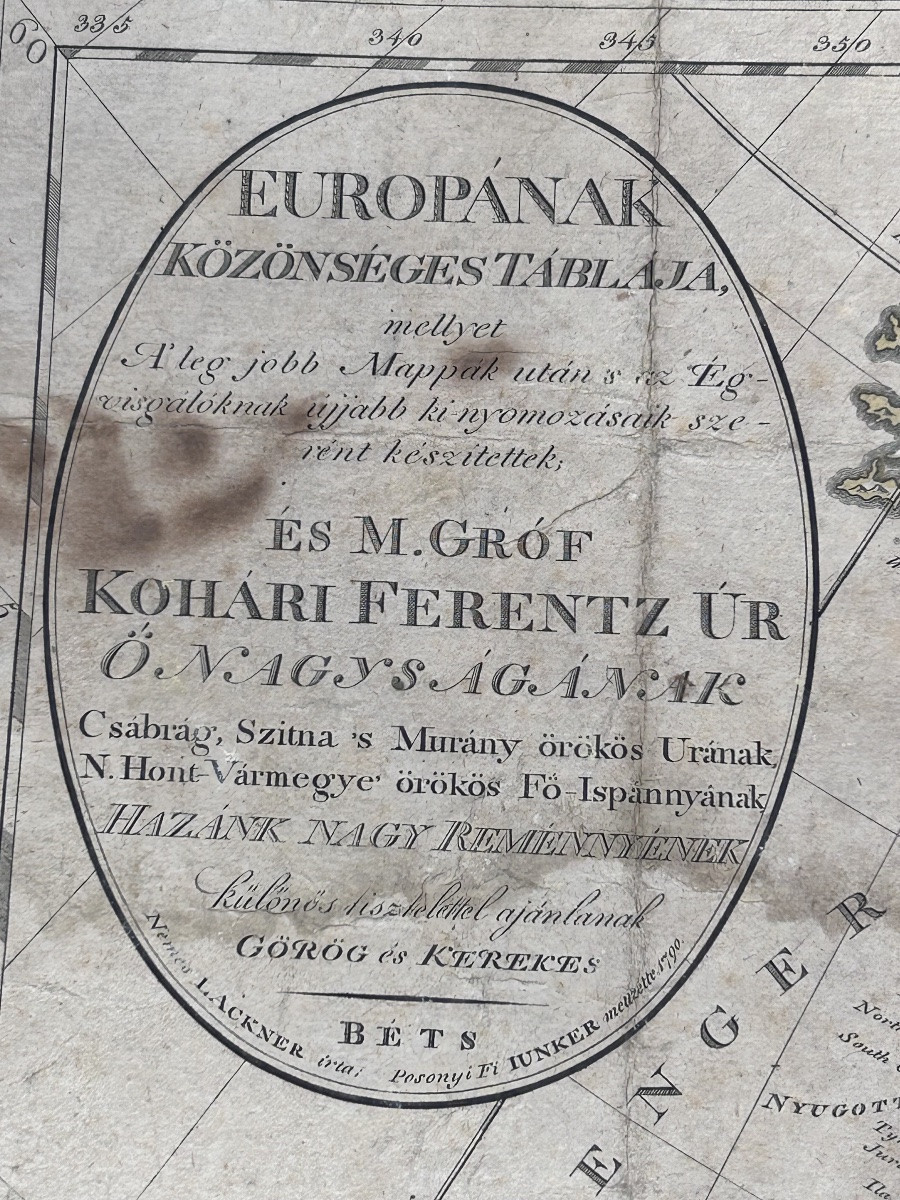 60
335
340
345
350
EUROPÁNAK
KÖZÖNSÉGES TÁBLÁJA,
mellyet
A' leg jobb Mappák után 's az Ég-
visgálóknak újjabb ki-nyomozásaik sze-
rént készítettek;
ÉS M. GRÓF
KOHÁRI FERENTZ ÚR
Ő NAGYSÁGÁNAK
Csábrág, Szitna 's Murány örökös Urának,
N. Hont-Vármegye' örökös Fő-Ispánnyának,
HAZÁNK NAGY REMÉNNYÉNEK
különös tisztelettel ajánlanak
GÖRÖG és KEREKES
BÉTS
Nemes LACKNER írta; Posonyi Fi IUNKER metzette 1790.
ENGER
North
South
NYUGOTT